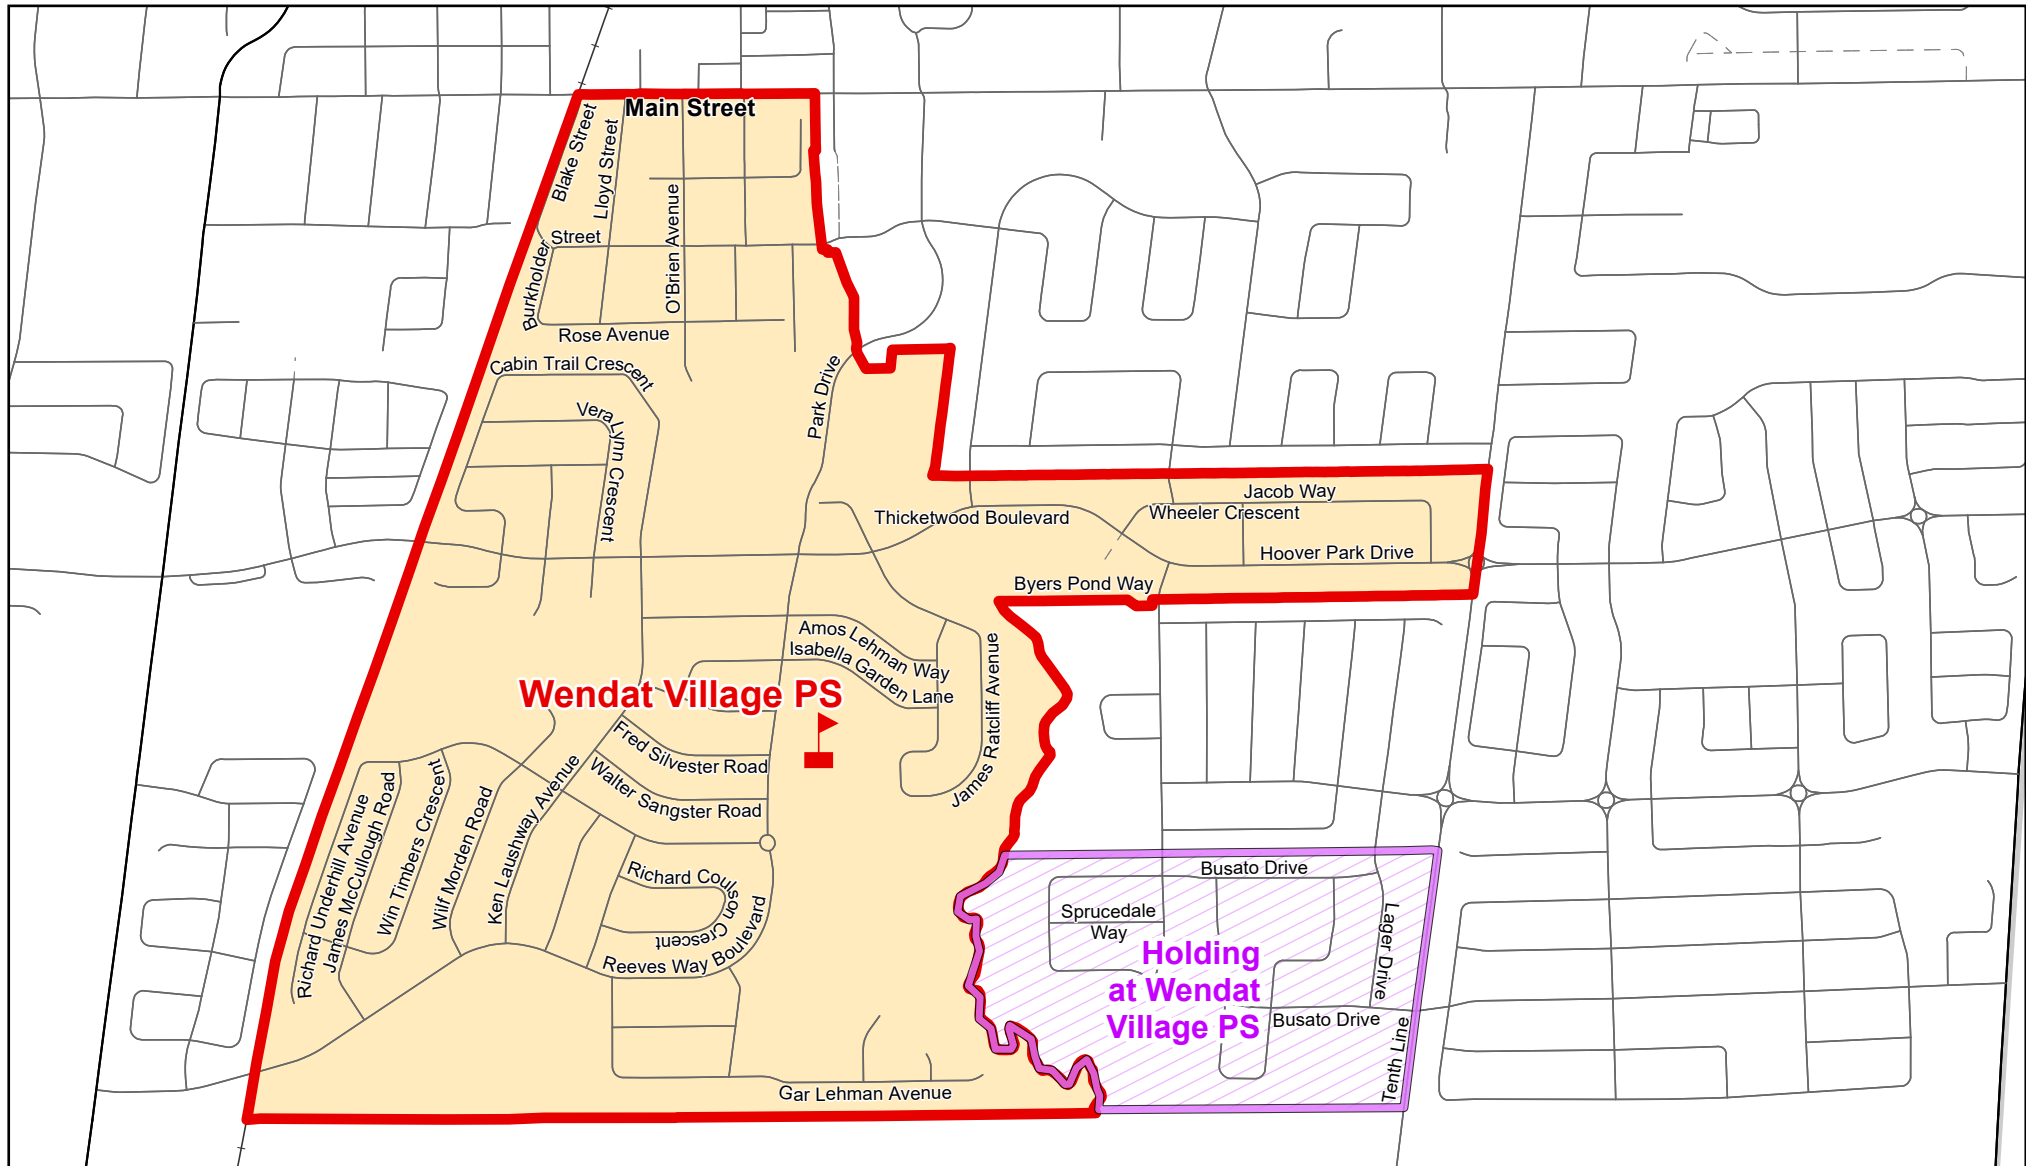 Main Street
Blake Street
Lloyd Street
O'Brien Avenue
Burkholder Street
Rose Avenue
Cabin Trail Crescent
Vera Lynn Crescent
Park Drive
Jacob Way
Thicketwood Boulevard
Wheeler Crescent
Hoover Park Drive
Byers Pond Way
Amos Lehman Way
Isabella Garden Lane
James Ratcliff Avenue
Wendat Village PS
Fred Silvester Road
Walter Sangster Road
Richard Underhill Avenue
James McCullough Road
Win Timbers Crescent
Wilf Morden Road
Ken Laushway Avenue
Richard Coulson Crescent
Reeves Way Boulevard
Busato Drive
Sprucedale
Way
Lager Drive
Holding
at Wendat
Village PS
Busato Drive
Tenth Line
Gar Lehman Avenue